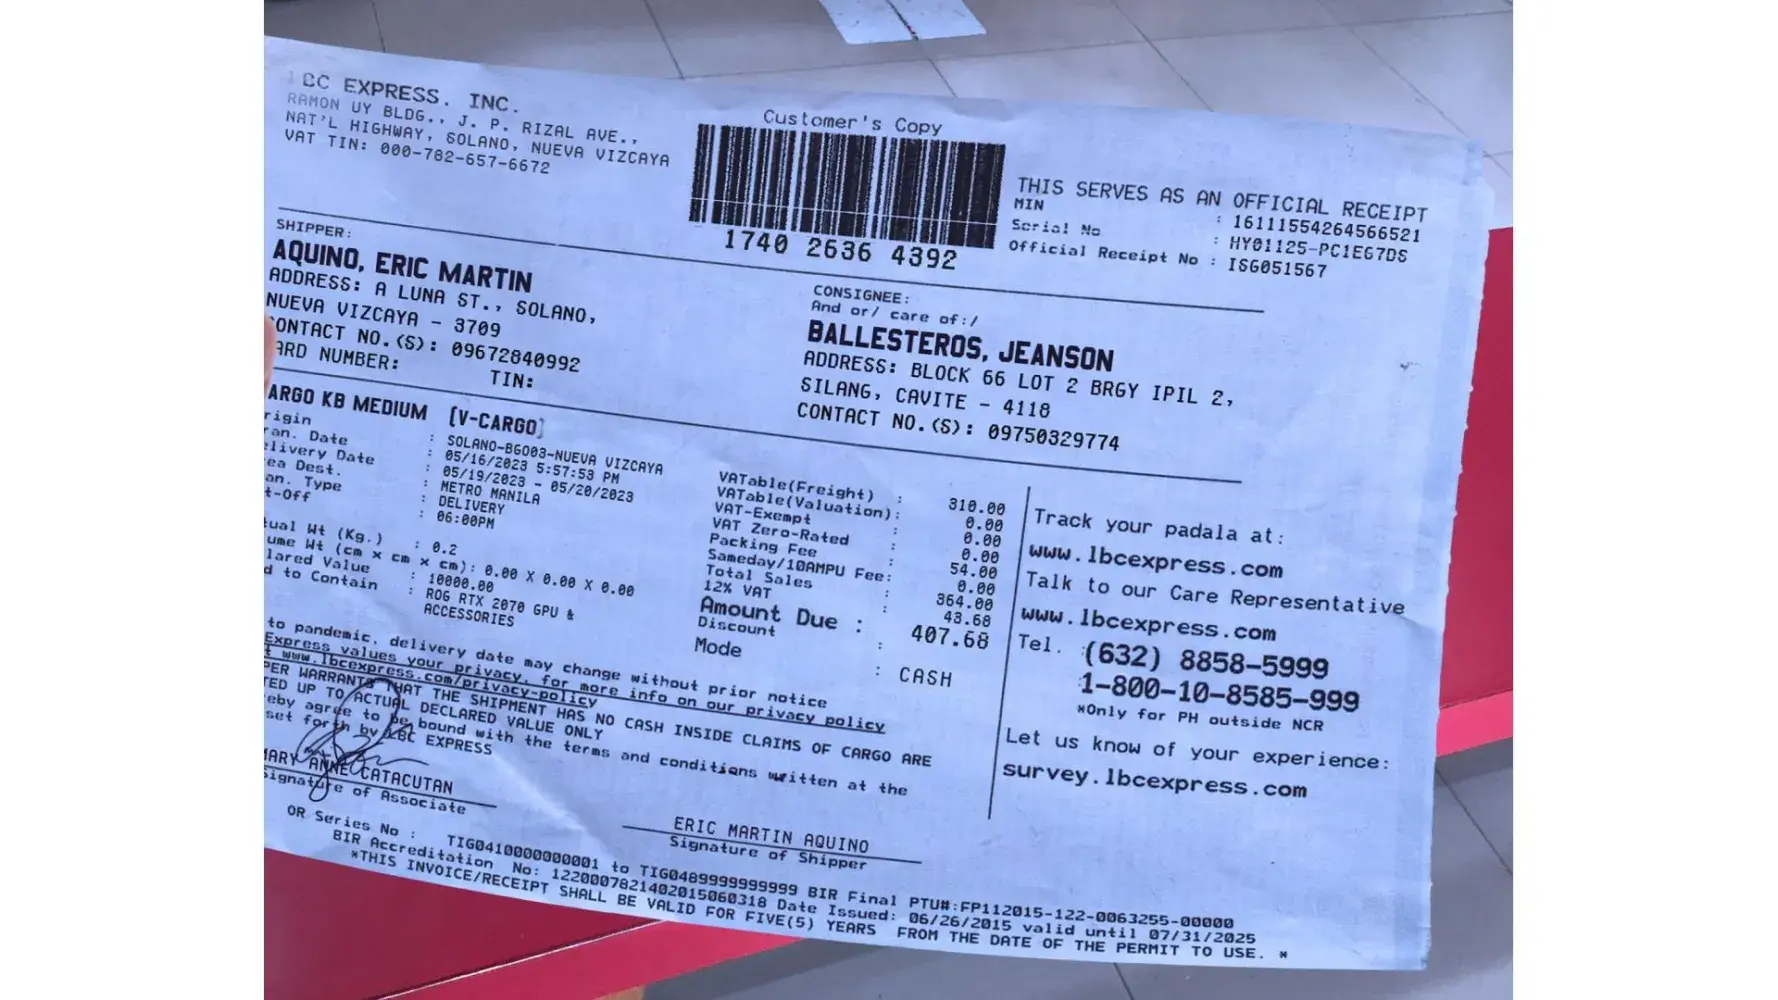 LBC EXPRESS. INC.
RAMON UY BLDG., J. P. RIZAL AVE.,
NAT'L HIGHWAY, SOLANO, NUEVA VIZCAYA
VAT TIN: 000-782-657-6672
Customer's Copy
1740 2636 4392
THIS SERVES AS AN OFFICIAL RECEIPT
MIN : 16111554264566521
Serial No : HY01125-PC1E67DS
Official Receipt No : ISG051567
SHIPPER:
AQUINO, ERIC MARTIN
ADDRESS: A LUNA ST., SOLANO,
NUEVA VIZCAYA - 3709
ONTACT NO.(S): 09672840992
ARD NUMBER:
TIN:
CONSIGNEE:
And or/ care of:/
BALLESTEROS, JEANSON
ADDRESS: BLOCK 66 LOT 2 BRGY IPIL 2,
SILANG, CAVITE - 4118
CONTACT NO.(S): 09750329774
ARGO KB MEDIUM [V-CARGO]
rigin : SOLANO-BGO03-NUEVA VIZCAYA
ran. Date : 05/16/2023 5:57:53 PM
livery Date : 05/19/2023 - 05/20/2023
ea Dest. : METRO MANILA
an. Type : DELIVERY
t-Off : 06:00PM
tual Wt (Kg.) : 0.2
ume Wt (cm x cm x cm): 0.00 X 0.00 X 0.00
lared Value : 10000.00
d to Contain : ROG RTX 2070 GPU &
ACCESSORIES
VATable(Freight) : 310.00
VATable(Valuation): 0.00
VAT-Exempt : 0.00
VAT Zero-Rated : 0.00
Packing Fee : 54.00
Sameday/10AMPU Fee: 0.00
Total Sales : 364.00
12% VAT : 43.68
Amount Due : 407.68
Discount :
Mode : CASH
Track your padala at:
www.lbcexpress.com
Talk to our Care Representative
www.lbcexpress.com
Tel. :(632) 8858-5999
1-800-10-8585-999
*Only for PH outside NCR
Let us know of your experience:
survey.lbcexpress.com
to pandemic, delivery date may change without prior notice
Express values your privacy, for more info on our privacy policy
t www.lbcexpress.com/privacy-policy
PER WARRANTS THAT THE SHIPMENT HAS NO CASH INSIDE CLAIMS OF CARGO ARE
TED UP TO ACTUAL DECLARED VALUE ONLY
eby agree to be bound with the terms and conditions written at the
set forth by LBC EXPRESS
MARY ANNE CATACUTAN
Signature of Associate
ERIC MARTIN AQUINO
Signature of Shipper
OR Series No : TIG0410000000001 to TIG0489999999999 BIR Final PTU#:FP112015-122-0063255-00000
BIR Accreditation No: 1220007821402015060318 Date Issued: 06/26/2015 valid until 07/31/2025
*THIS INVOICE/RECEIPT SHALL BE VALID FOR FIVE(5) YEARS FROM THE DATE OF THE PERMIT TO USE. *